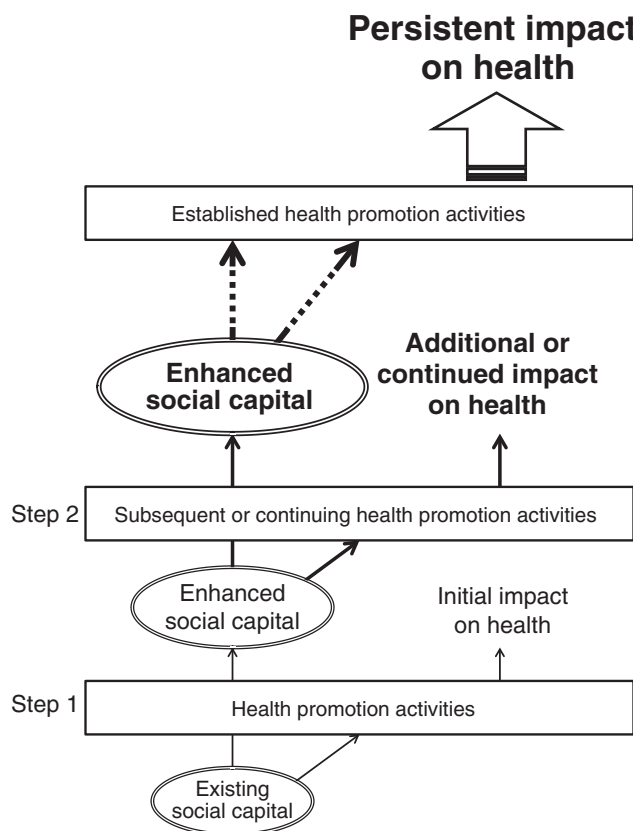 Persistent impact
on health
Established health promotion activities
Enhanced
social capital
Additional or
continued impact
on health
Step 2
Subsequent or continuing health promotion activities
Enhanced
social capital
Initial impact
on health
Step 1
Health promotion activities
Existing
social capital